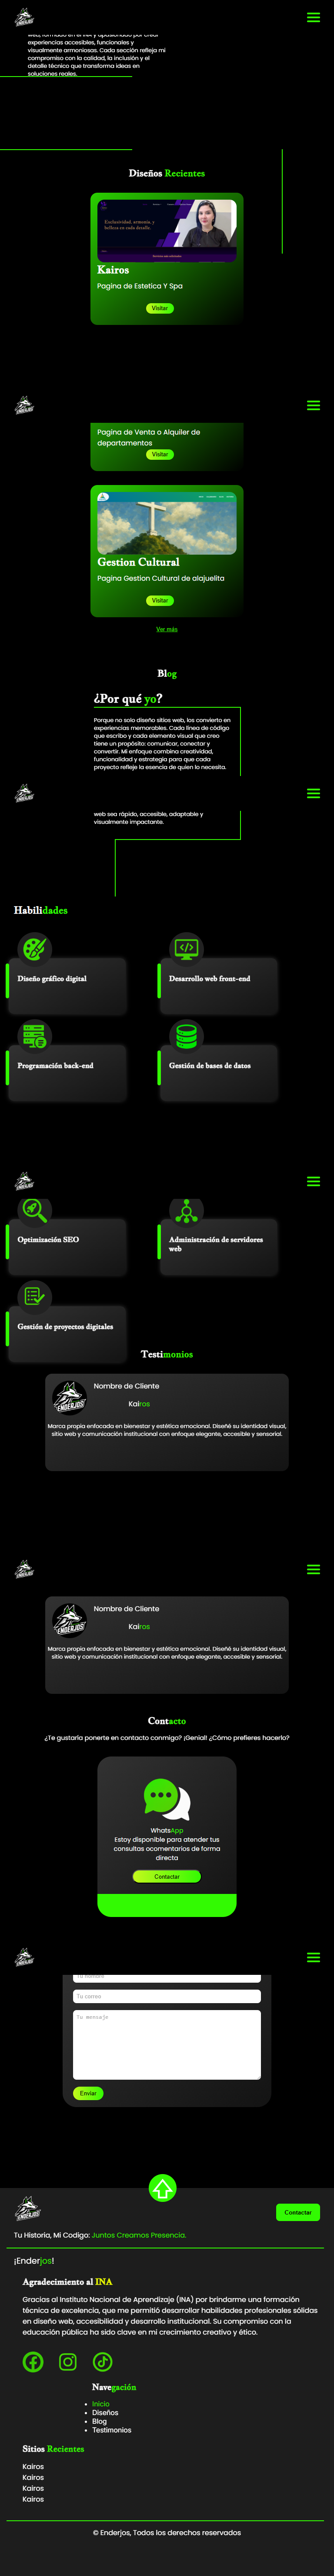 ENDERJOS
web, formado en el INA y apasionado por crear
experiencias accesibles, funcionales y
visualmente armoniosas. Cada sección refleja mi
compromiso con la calidad, la inclusión y el
detalle técnico que transforma ideas en
soluciones reales.
Diseños Recientes
Exclusividad, armonía, y
belleza en cada detalle.
Kairos
Pagina de Estetica Y Spa
Visitar
ENDERJOS
Pagina de Venta o Alquiler de
departamentos
Visitar
Gestion Cultural
Pagina Gestion Cultural de alajuelita
Visitar
Ver más
Blog
¿Por qué yo?
Porque no solo diseño sitios web, los convierto en
experiencias memorables. Cada línea de código
que escribo y cada elemento visual que creo
tiene un propósito: comunicar, conectar y
convertir. Mi enfoque combina creatividad,
funcionalidad y estrategia para que cada
proyecto refleje la esencia de quien lo necesita.
ENDERJOS
web sea rápida, accesible, adaptable y
visualmente impactante.
Habilidades
Diseño gráfico digital
Desarrollo web front-end
Programación back-end
Gestión de bases de datos
ENDERJOS
Optimización SEO
Administración de servidores
web
Gestión de proyectos digitales
Testimonios
ENDERJOS
Nombre de Cliente
Kairos
Marca propia enfocada en bienestar y estética emocional. Diseñé su identidad visual,
sitio web y comunicación institucional con enfoque elegante, accesible y sensorial.
ENDERJOS
ENDERJOS
Nombre de Cliente
Kairos
Marca propia enfocada en bienestar y estética emocional. Diseñé su identidad visual,
sitio web y comunicación institucional con enfoque elegante, accesible y sensorial.
Contacto
¿Te gustaría ponerte en contacto conmigo? ¡Genial! ¿Cómo prefieres hacerlo?
WhatsApp
Estoy disponible para atender tus
consultas ocomentarios de forma
directa
Contactar
ENDERJOS
Tu nombre
Tu correo
Tu mensaje
Enviar
ENDERJOS
Contactar
Tu Historia, Mi Codigo: Juntos Creamos Presencia.
¡Enderjos!
Agradecimiento al INA
Gracias al Instituto Nacional de Aprendizaje (INA) por brindarme una formación
técnica de excelencia, que me permitió desarrollar habilidades profesionales sólidas
en diseño web, accesibilidad y desarrollo institucional. Su compromiso con la
educación pública ha sido clave en mi crecimiento creativo y ético.
Navegación
Inicio
Diseños
Blog
Testimonios
Sitios Recientes
Kairos
Kairos
Kairos
Kairos
© Enderjos, Todos los derechos reservados